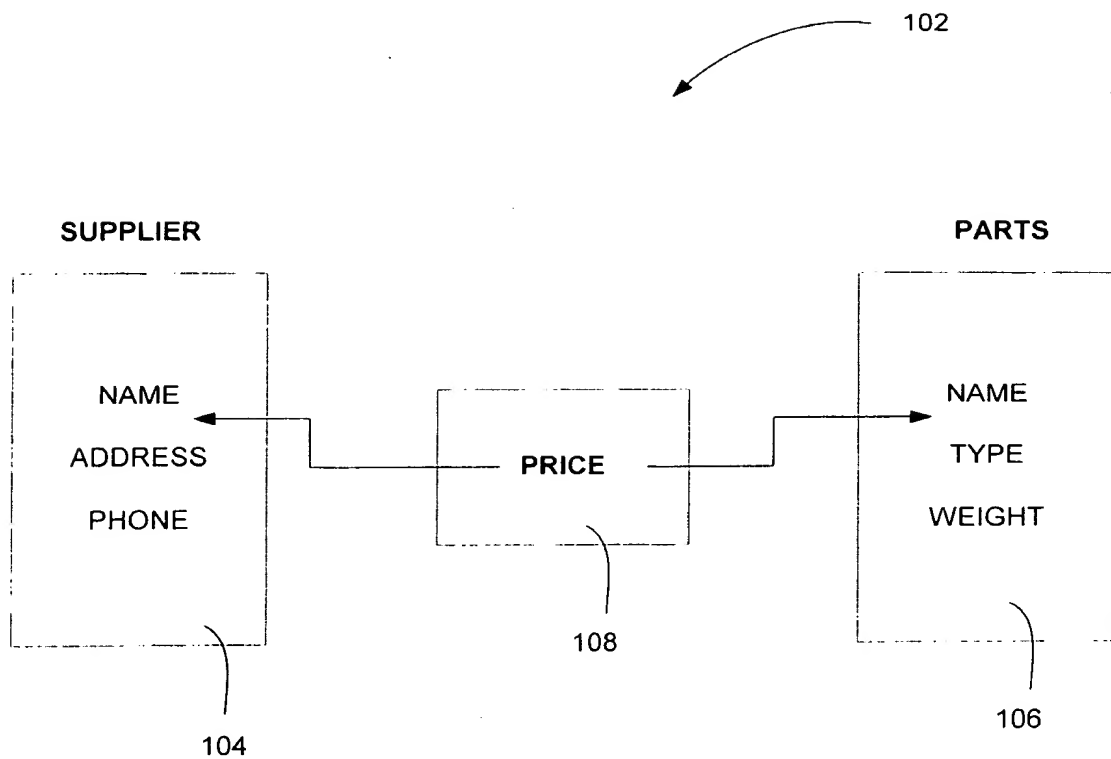 102
SUPPLIER
PARTS
NAME
ADDRESS
PHONE
PRICE
NAME
TYPE
WEIGHT
108
104
106